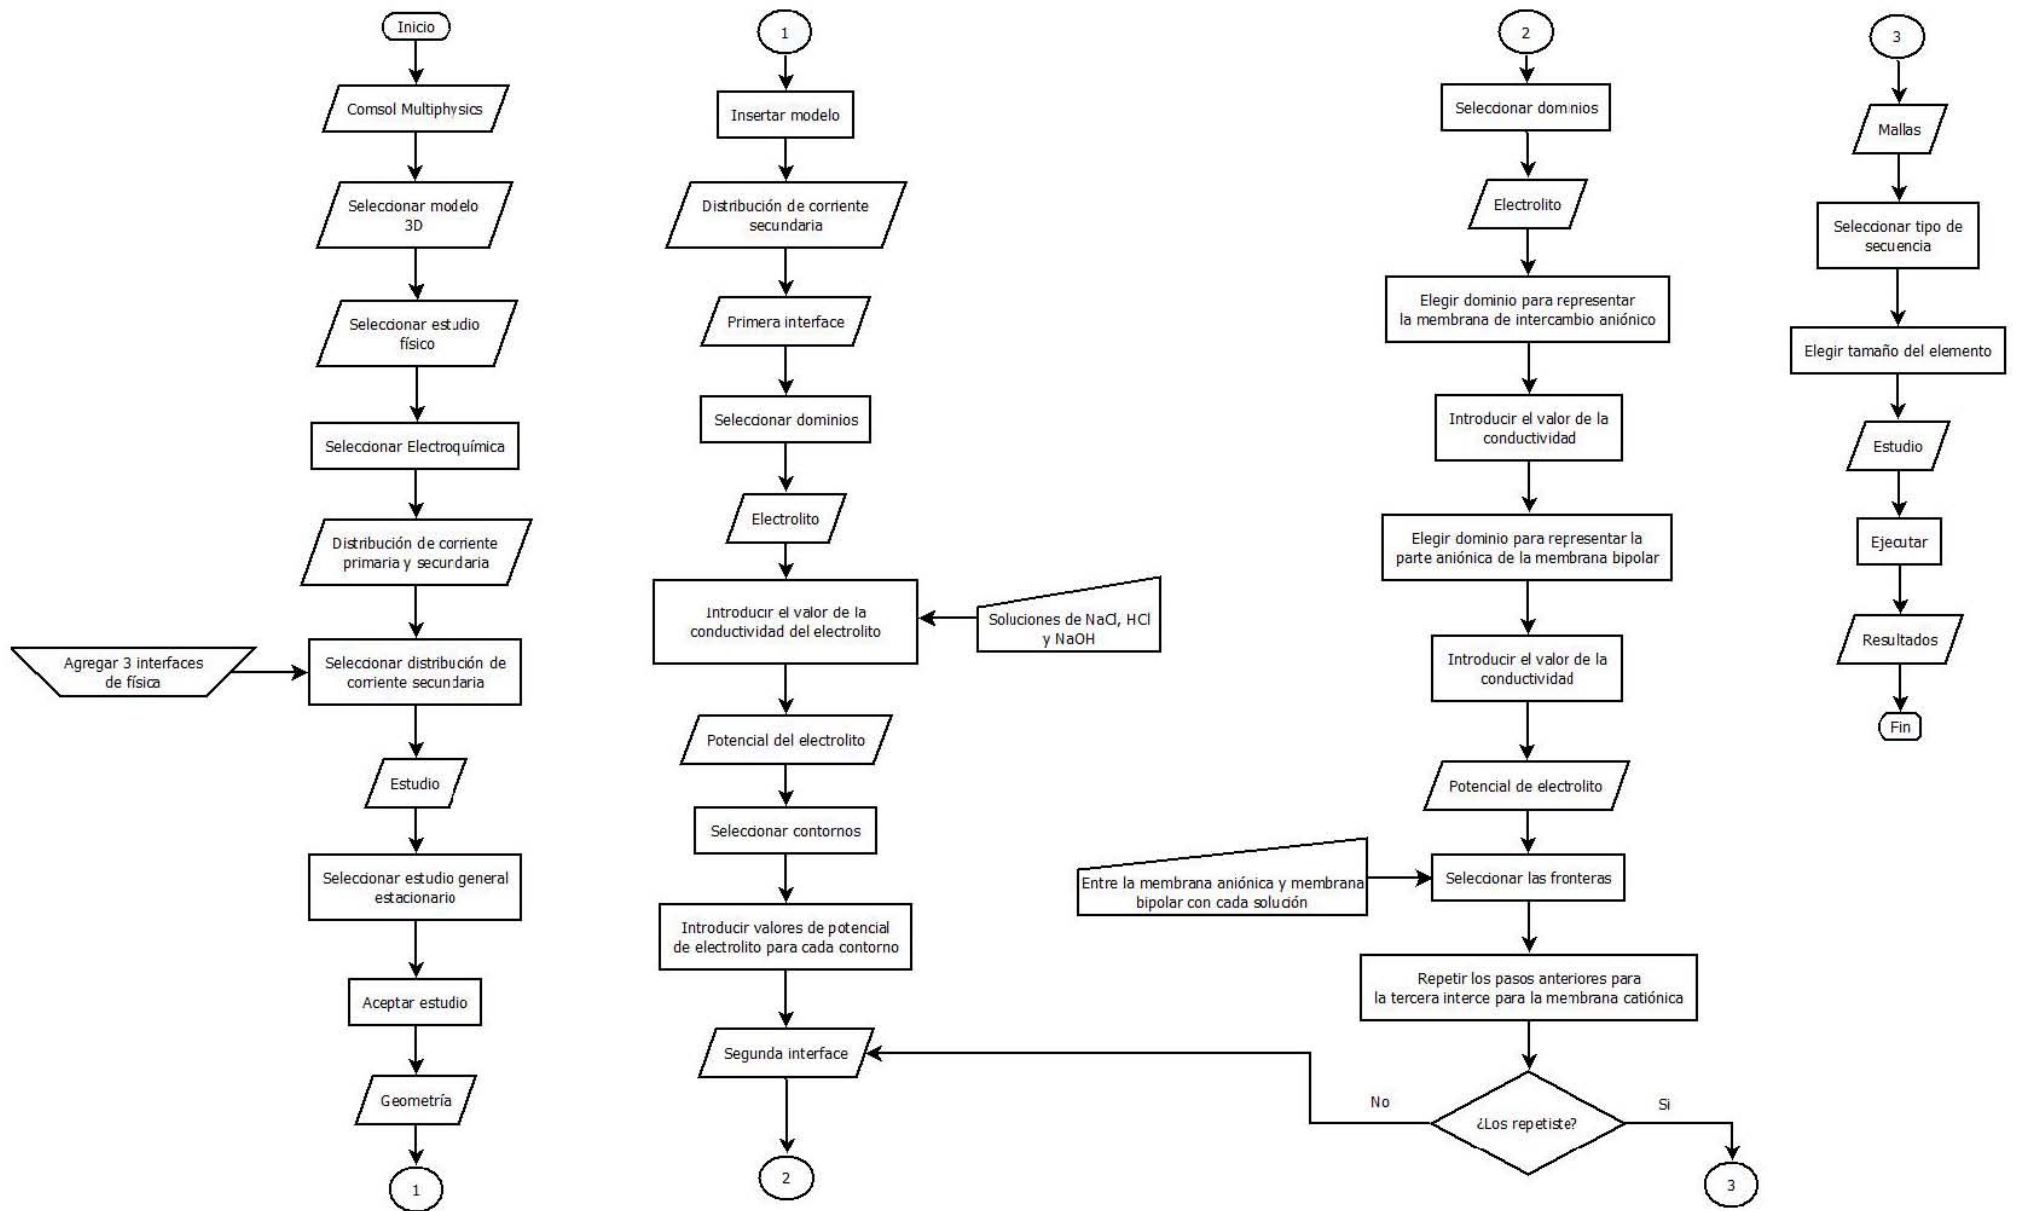 Inicio
Comsol Multiphysics
Seleccionar modelo
3D
Seleccionar estudio
físico
Seleccionar Electroquímica
Distribución de corriente
primaria y secundaria
Agregar 3 interfaces
de física
Seleccionar distribución de
corriente secundaria
Estudio
Seleccionar estudio general
estacionario
Aceptar estudio
Geometría
1
1
Insertar modelo
Distribución de corriente
secundaria
Primera interface
Seleccionar dominios
Electrolito
Introducir el valor de la
conductividad del electrolito
Soluciones de NaCl, HCl
y NaOH
Potencial del electrolito
Seleccionar contornos
Introducir valores de potencial
de electrolito para cada contorno
Segunda interface
2
2
Seleccionar dominios
Electrolito
Elegir dominio para representar
la membrana de intercambio aniónico
Introducir el valor de la
conductividad
Elegir dominio para representar la
parte aniónica de la membrana bipolar
Introducir el valor de la
conductividad
Potencial de electrolito
Entre la membrana aniónica y membrana
bipolar con cada solución
Seleccionar las fronteras
Repetir los pasos anteriores para
la tercera interce para la membrana catiónica
¿Los repetiste?
No
Si
3
3
Mallas
Seleccionar tipo de
secuencia
Elegir tamaño del elemento
Estudio
Ejecutar
Resultados
Fin